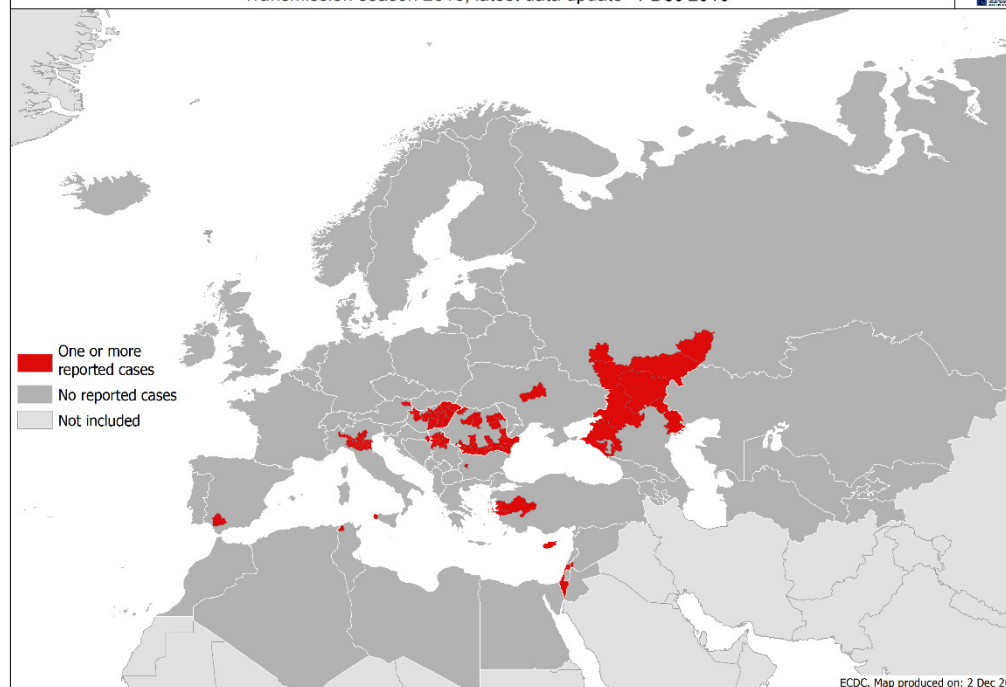 One or more
reported cases
No reported cases
Not included
ECDC. Map produced on: 2 Dec